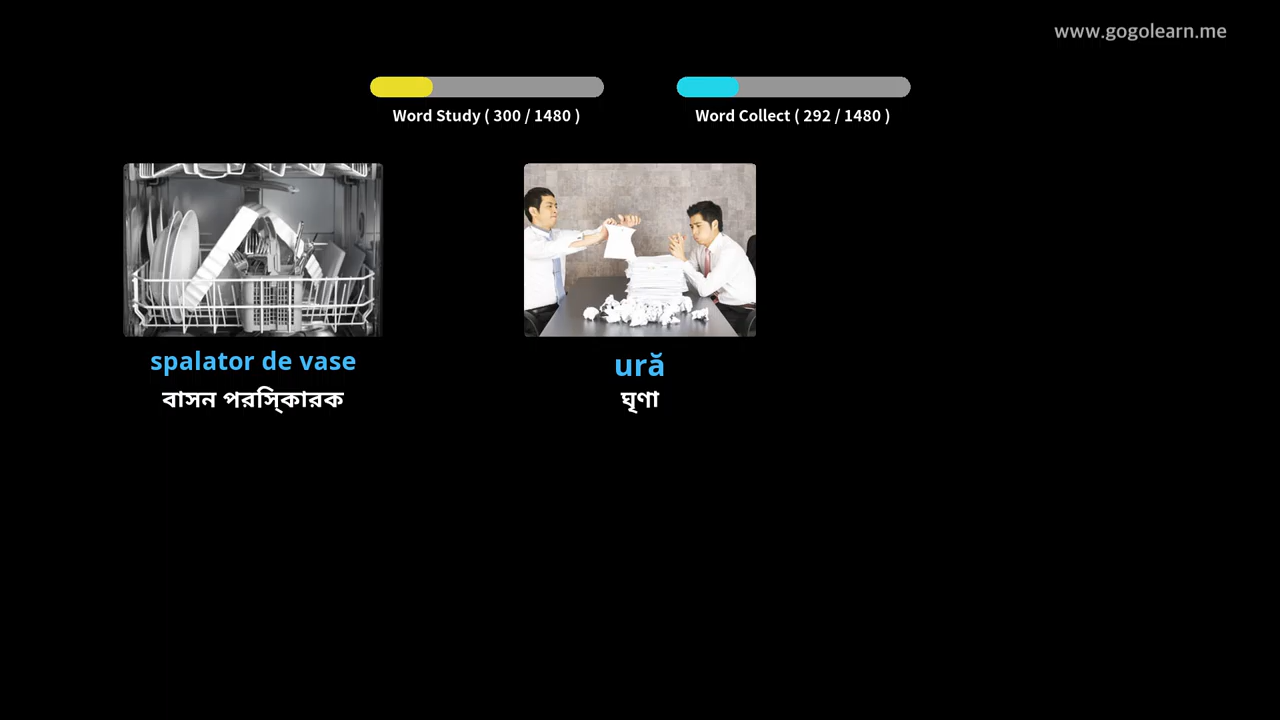 www.gogolearn.me
Word Study ( 300 / 1480 )
Word Collect ( 292 / 1480 )
spalator de vase
বাসন পরস্কিারক
ură
ঘৃণা